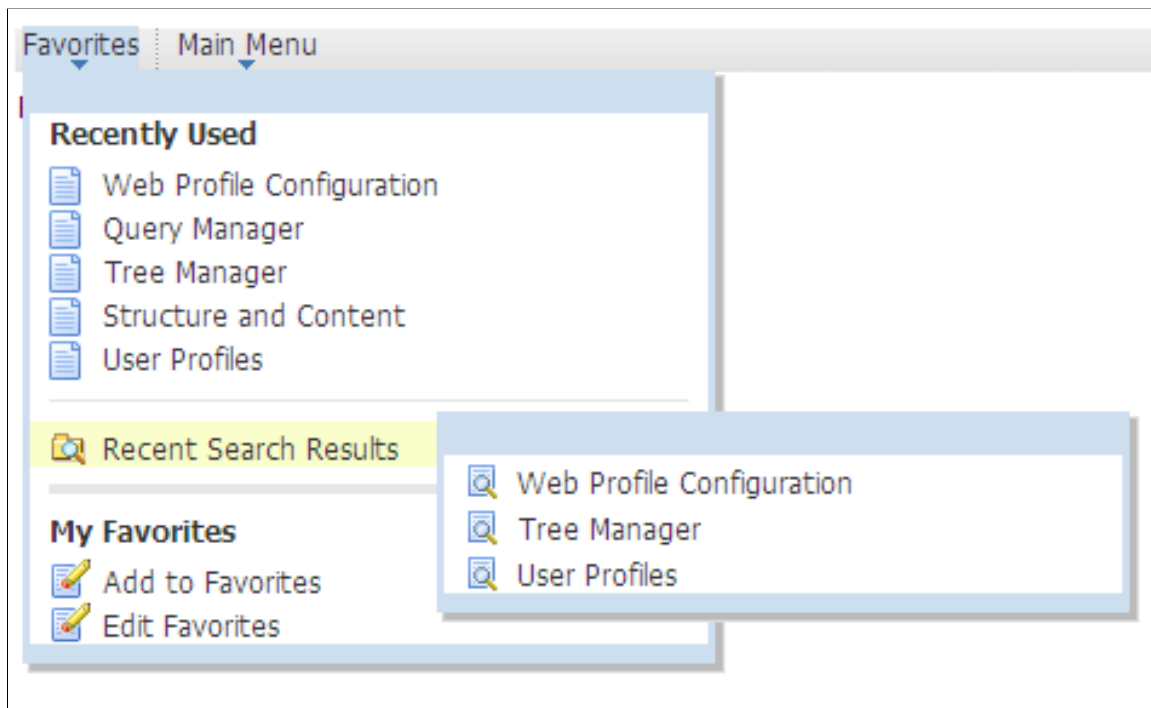 Favorites Main Menu
Recently Used
Web Profile Configuration
Query Manager
Tree Manager
Structure and Content
User Profiles
Recent Search Results
Web Profile Configuration
Tree Manager
User Profiles
My Favorites
Add to Favorites
Edit Favorites